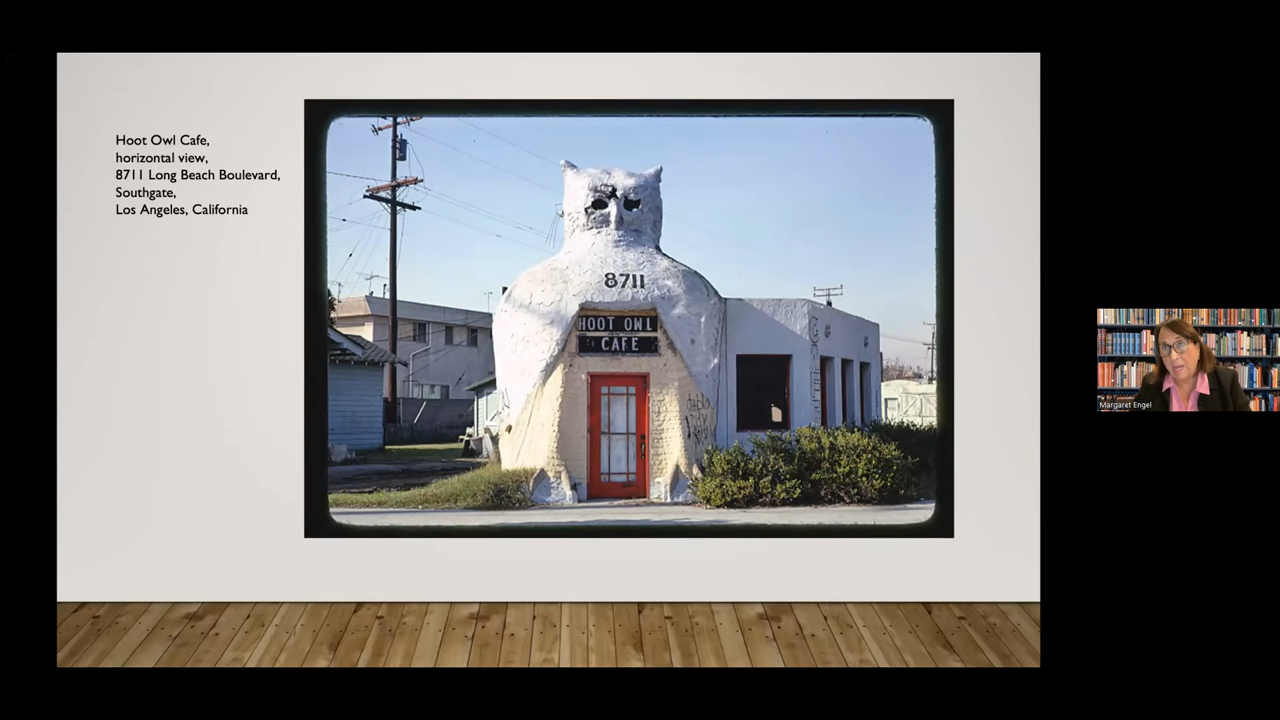 Hoot Owl Cafe,
horizontal view,
8711 Long Beach Boulevard,
Southgate,
Los Angeles, California
8711
HOOT OWL
CAFE
Margaret Engel